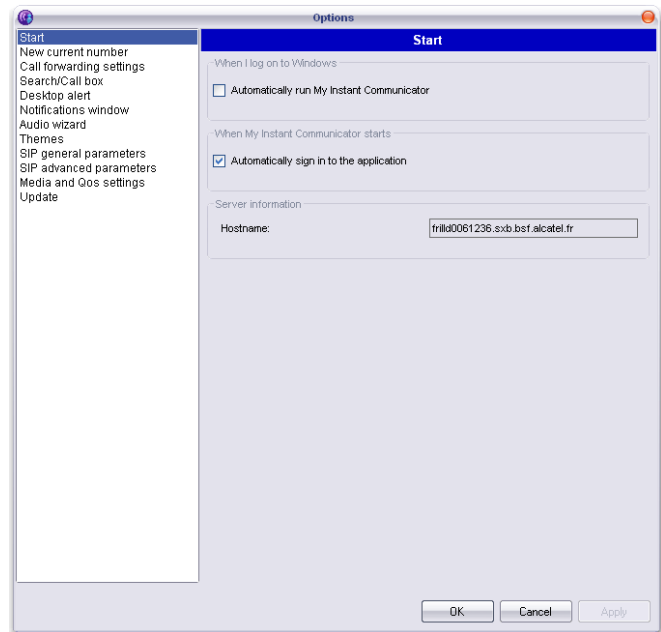 Options
Start
New current number
Call forwarding settings
Search/Call box
Desktop alert
Notifications window
Audio wizard
Themes
SIP general parameters
SIP advanced parameters
Media and Qos settings
Update
Start
When I log on to Windows
Automatically run My Instant Communicator
When My Instant Communicator starts
Automatically sign in to the application
Server information
Hostname: frilld0061236.sxb.bsf.alcatel.fr
OK Cancel Apply